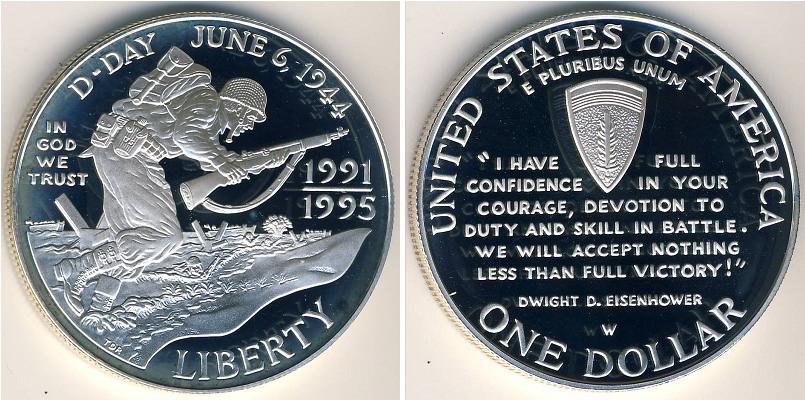 D-DAY JUNE 6, 1944
IN
GOD
WE
TRUST
1991
1995
TDR
LIBERTY
UNITED STATES OF AMERICA
E PLURIBUS UNUM
"I HAVE FULL
CONFIDENCE IN YOUR
COURAGE, DEVOTION TO
DUTY AND SKILL IN BATTLE.
WE WILL ACCEPT NOTHING
LESS THAN FULL VICTORY!"
DWIGHT D. EISENHOWER
W
ONE DOLLAR